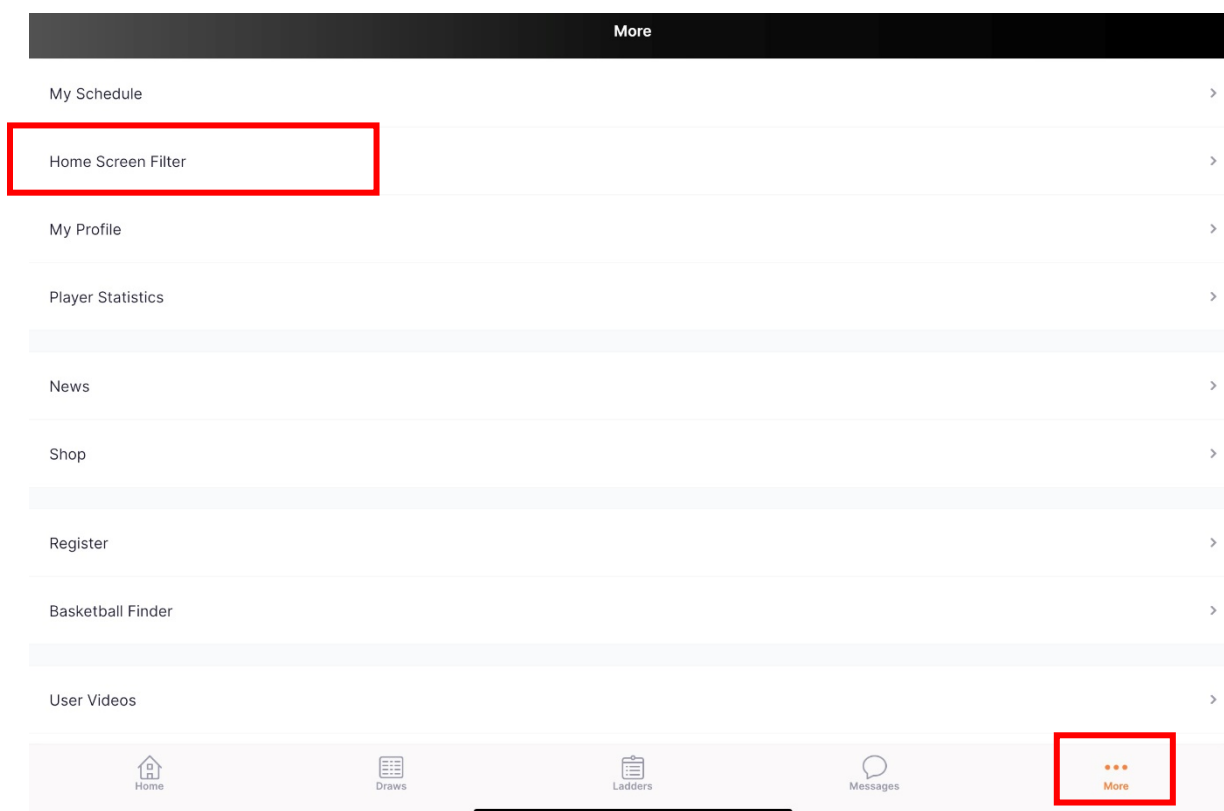 More
My Schedule
Home Screen Filter
My Profile
Player Statistics
News
Shop
Register
Basketball Finder
User Videos
Home
Draws
Ladders
Messages
More